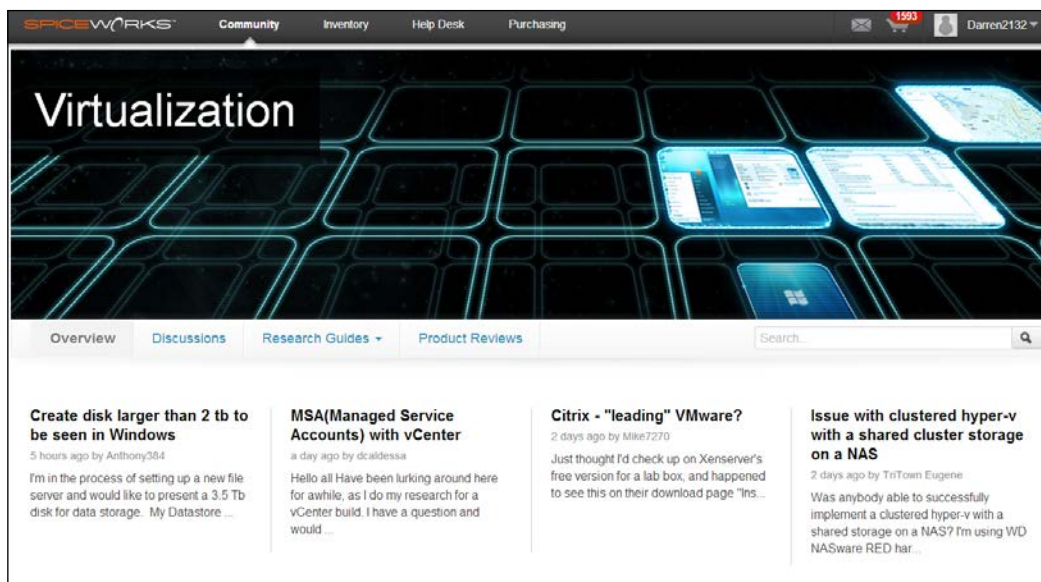 SPICEWORKS Community Inventory Help Desk Purchasing 1593 Darren2132
Virtualization
Overview Discussions Research Guides Product Reviews Search...
Create disk larger than 2 tb to
be seen in Windows
5 hours ago by Anthony384
I'm in the process of setting up a new file
server and would like to present a 3.5 Tb
disk for data storage. My Datastore ...
MSA(Managed Service
Accounts) with vCenter
a day ago by dcaldessa
Hello all Have been lurking around here
for awhile, as I do my research for a
vCenter build. I have a question and
would ...
Citrix - "leading" VMware?
2 days ago by Mike7270
Just thought I'd check up on Xenserver's
free version for a lab box, and happened
to see this on their download page "Ins...
Issue with clustered hyper-v
with a shared cluster storage
on a NAS
2 days ago by TriTown Eugene
Was anybody able to successfully
implement a clustered hyper-v with a
shared storage on a NAS? I'm using WD
NASware RED har...